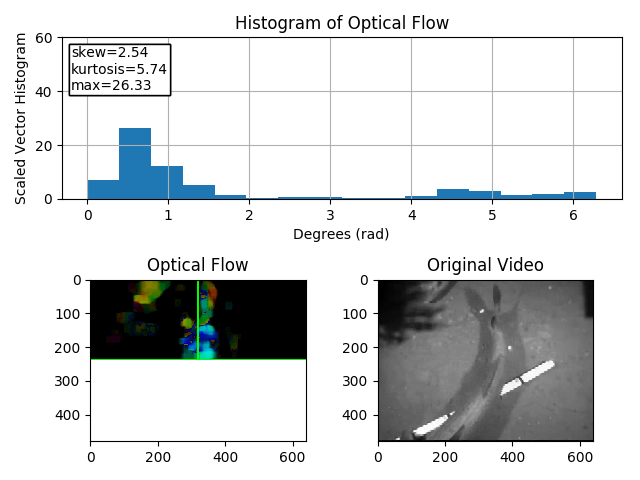 Histogram of Optical Flow
skew=2.54
kurtosis=5.74
max=26.33
Scaled Vector Histogram
60
40
20
0
0 1 2 3 4 5 6
Degrees (rad)
Optical Flow
0
100
200
300
400
0 200 400 600
Original Video
0
100
200
300
400
0 200 400 600